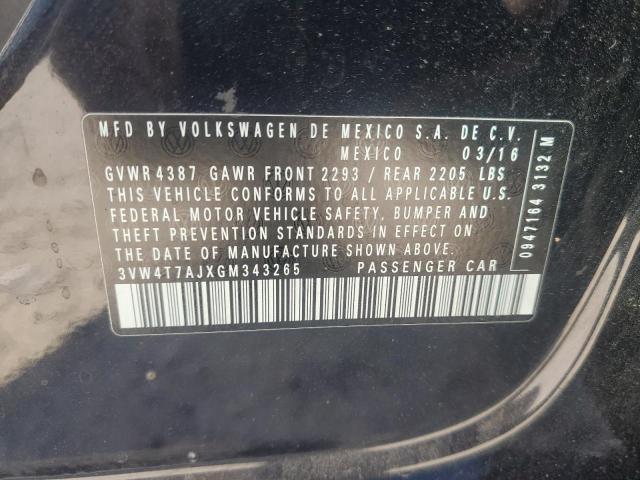 MFD BY VOLKSWAGEN DE MEXICO S.A. DE C.V.
MEXICO 03/16
GVWR 4387 GAWR FRONT 2293 / REAR 2205 LBS
THIS VEHICLE CONFORMS TO ALL APPLICABLE U.S.
FEDERAL MOTOR VEHICLE SAFETY, BUMPER AND
THEFT PREVENTION STANDARDS IN EFFECT ON
THE DATE OF MANUFACTURE SHOWN ABOVE.
3VW4T7AJXGM343265 PASSENGER CAR
0947164 3132 M